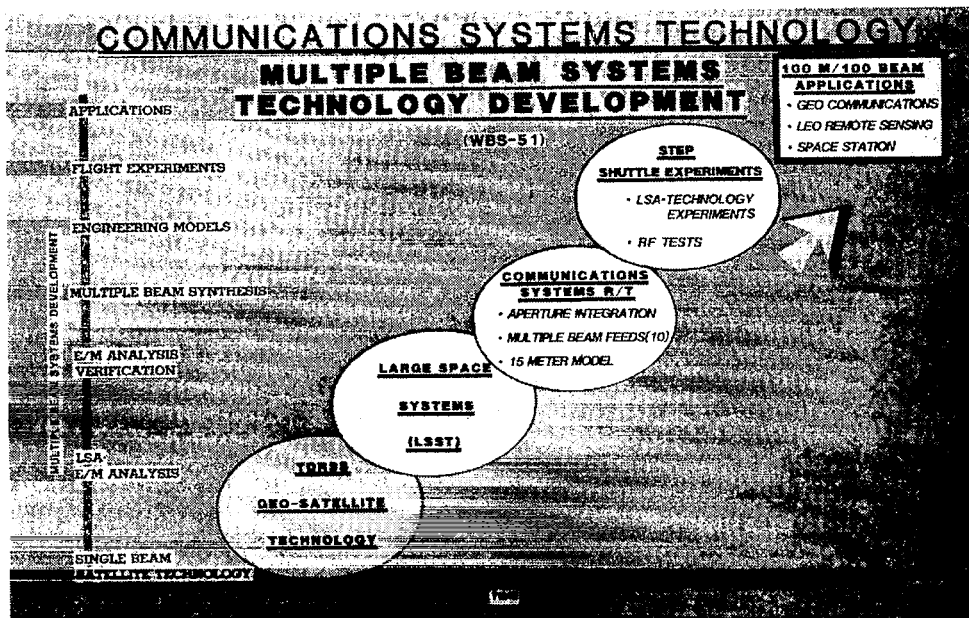 COMMUNICATIONS SYSTEMS TECHNOLOGY
MULTIPLE BEAM SYSTEMS
TECHNOLOGY DEVELOPMENT
(WBS-51)
100 M/100 BEAM
APPLICATIONS
• GEO COMMUNICATIONS
• LEO REMOTE SENSING
• SPACE STATION
MULTIPLE BEAM SYSTEMS DEVELOPMENT
APPLICATIONS
FLIGHT EXPERIMENTS
ENGINEERING MODELS
MULTIPLE BEAM SYNTHESIS
E/M ANALYSIS
VERIFICATION
LSA
E/M ANALYSIS
SINGLE BEAM
SATELLITE TECHNOLOGY
STEP
SHUTTLE EXPERIMENTS
• LSA-TECHNOLOGY
EXPERIMENTS
• RF TESTS
COMMUNICATIONS
SYSTEMS R/T
• APERTURE INTEGRATION
• MULTIPLE BEAM FEEDS(10)
• 15 METER MODEL
LARGE SPACE
SYSTEMS
(LSST)
TDRSS
GEO-SATELLITE
TECHNOLOGY